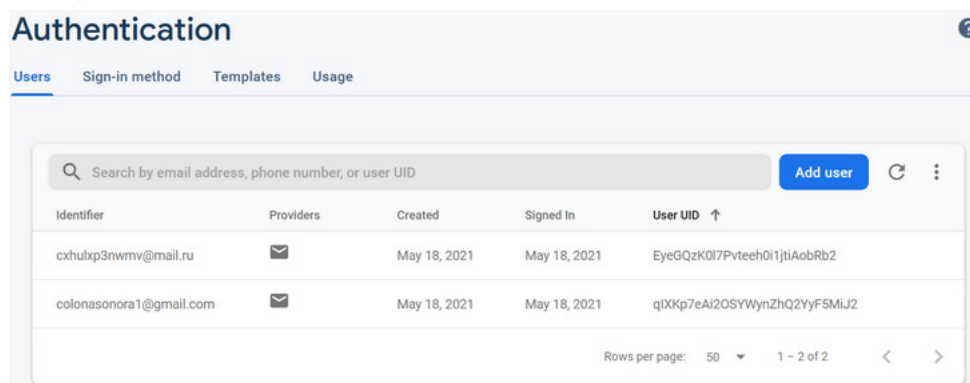 Authentication
Users Sign-in method Templates Usage
Search by email address, phone number, or user UID Add user
Identifier Providers Created Signed In User UID ↑
cxhulxp3nwmv@mail.ru May 18, 2021 May 18, 2021 EyeGQzK0l7Pvteeh0i1jtiAobRb2
colonasonora1@gmail.com May 18, 2021 May 18, 2021 qIXKp7eAi2OSYWynZhQ2YyF5MiJ2
Rows per page: 50 1 – 2 of 2